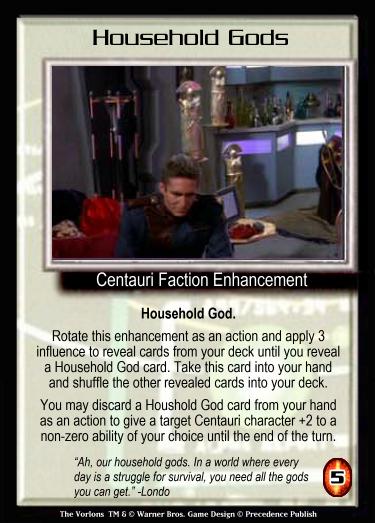 Household Gods
Centauri Faction Enhancement
Household God.
Rotate this enhancement as an action and apply 3
influence to reveal cards from your deck until you reveal
a Household God card. Take this card into your hand
and shuffle the other revealed cards into your deck.
You may discard a Houshold God card from your hand
as an action to give a target Centauri character +2 to a
non-zero ability of your choice until the end of the turn.
"Ah, our household gods. In a world where every
day is a struggle for survival, you need all the gods
you can get." -Londo
5
The Vorlons TM & © Warner Bros. Game Design © Precedence Publish